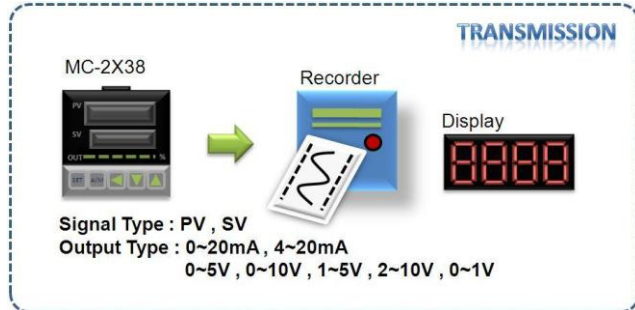 TRANSMISSION
MC-2X38
Recorder
Display
PV
SV
OUT %
SET A/M
8888
Signal Type : PV , SV
Output Type : 0~20mA , 4~20mA
0~5V , 0~10V , 1~5V , 2~10V , 0~1V